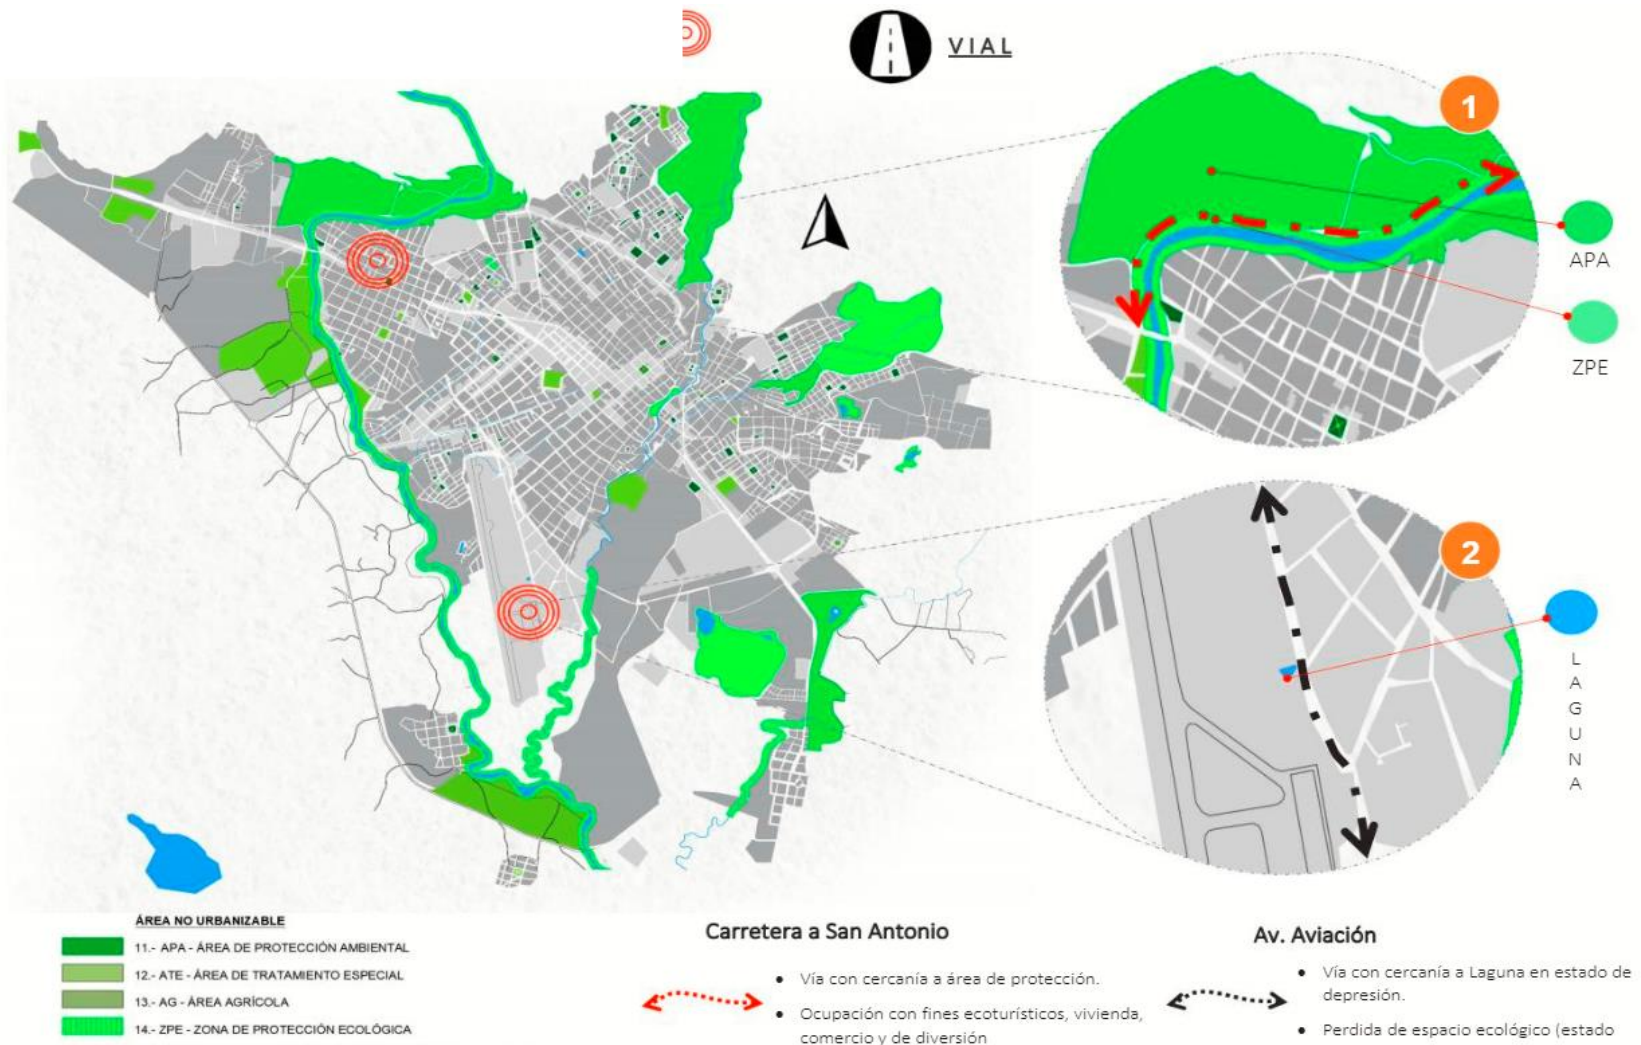 VIAL
1
APA
ZPE
2
L
A
G
U
N
A
ÁREA NO URBANIZABLE
11.- APA - ÁREA DE PROTECCIÓN AMBIENTAL
12.- ATE - ÁREA DE TRATAMIENTO ESPECIAL
13.- AG - ÁREA AGRÍCOLA
14.- ZPE - ZONA DE PROTECCIÓN ECOLÓGICA
Carretera a San Antonio
• Vía con cercanía a área de protección.
• Ocupación con fines ecoturísticos, vivienda,
comercio y de diversión
Av. Aviación
• Vía con cercanía a Laguna en estado de
depresión.
• Perdida de espacio ecológico (estado